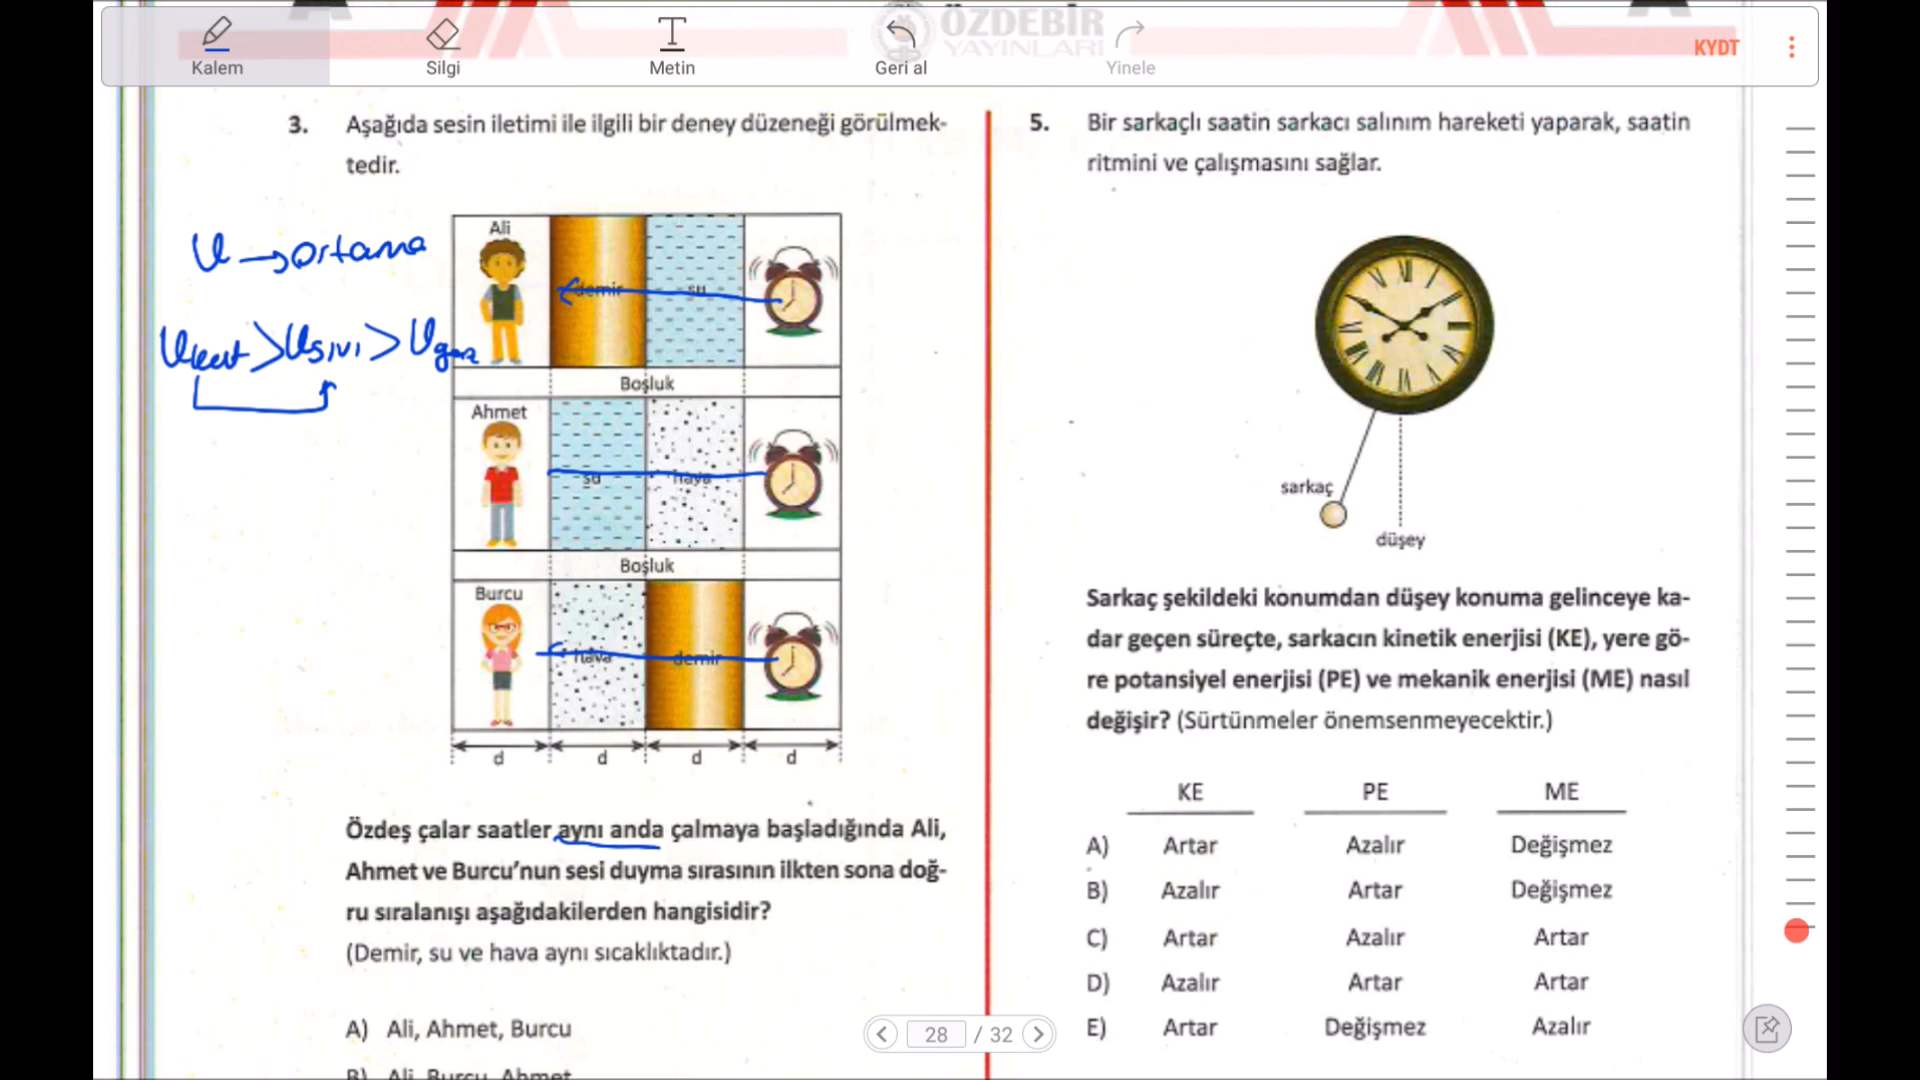 ÖZDEBİR
YAYINLARI
Kalem
Silgi
Metin
Geri al
Yinele
KYDT
3. Aşağıda sesin iletimi ile ilgili bir deney düzeneği görülmek-
tedir.
υ → ortama
υkatı > υsıvı > υgaz
Ali
demir
su
Boşluk
Ahmet
su
hava
Boşluk
Burcu
hava
demir
d d d d
Özdeş çalar saatler aynı anda çalmaya başladığında Ali,
Ahmet ve Burcu'nun sesi duyma sırasının ilkten sona doğ-
ru sıralanışı aşağıdakilerden hangisidir?
(Demir, su ve hava aynı sıcaklıktadır.)
A) Ali, Ahmet, Burcu
B) Ali, Burcu, Ahmet
5. Bir sarkaçlı saatin sarkacı salınım hareketi yaparak, saatin
ritmini ve çalışmasını sağlar.
sarkaç
düşey
Sarkaç şekildeki konumdan düşey konuma gelinceye ka-
dar geçen süreçte, sarkacın kinetik enerjisi (KE), yere gö-
re potansiyel enerjisi (PE) ve mekanik enerjisi (ME) nasıl
değişir? (Sürtünmeler önemsenmeyecektir.)
KE PE ME
A) Artar Azalır Değişmez
B) Azalır Artar Değişmez
C) Artar Azalır Artar
D) Azalır Artar Artar
E) Artar Değişmez Azalır
28 / 32